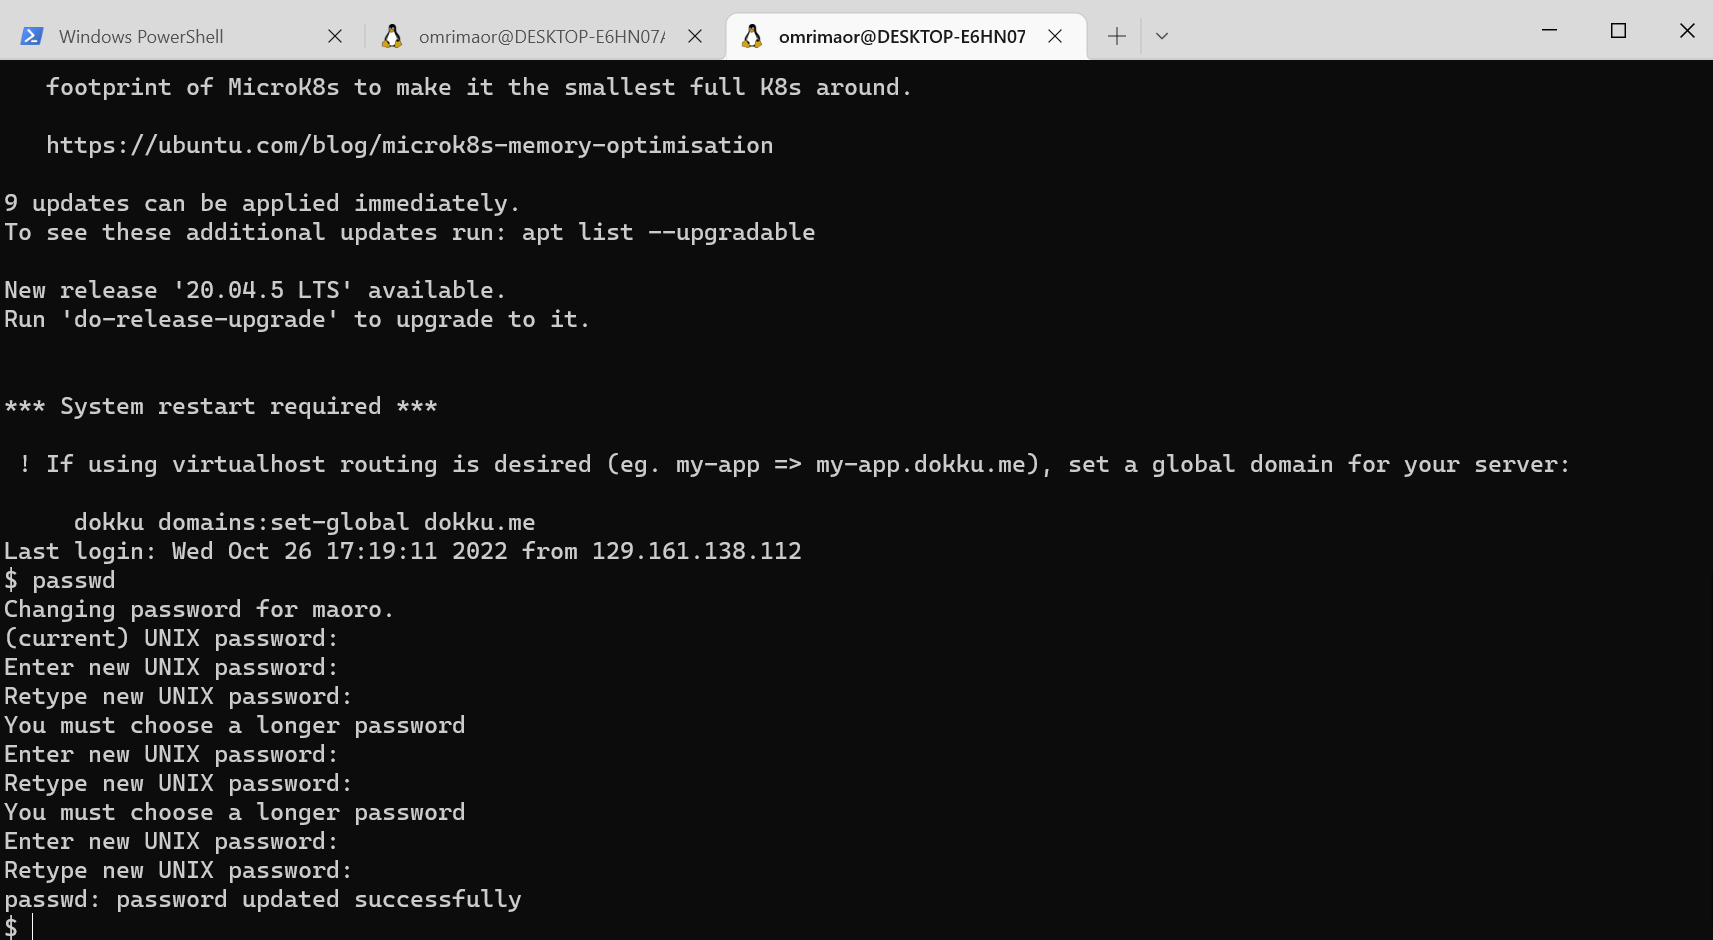 Windows PowerShell
omrimaor@DESKTOP-E6HN07
omrimaor@DESKTOP-E6HN07
footprint of MicroK8s to make it the smallest full K8s around.
https://ubuntu.com/blog/microk8s-memory-optimisation
9 updates can be applied immediately.
To see these additional updates run: apt list --upgradable
New release '20.04.5 LTS' available.
Run 'do-release-upgrade' to upgrade to it.
*** System restart required ***
! If using virtualhost routing is desired (eg. my-app => my-app.dokku.me), set a global domain for your server:
dokku domains:set-global dokku.me
Last login: Wed Oct 26 17:19:11 2022 from 129.161.138.112
$ passwd
Changing password for maoro.
(current) UNIX password:
Enter new UNIX password:
Retype new UNIX password:
You must choose a longer password
Enter new UNIX password:
Retype new UNIX password:
You must choose a longer password
Enter new UNIX password:
Retype new UNIX password:
passwd: password updated successfully
$